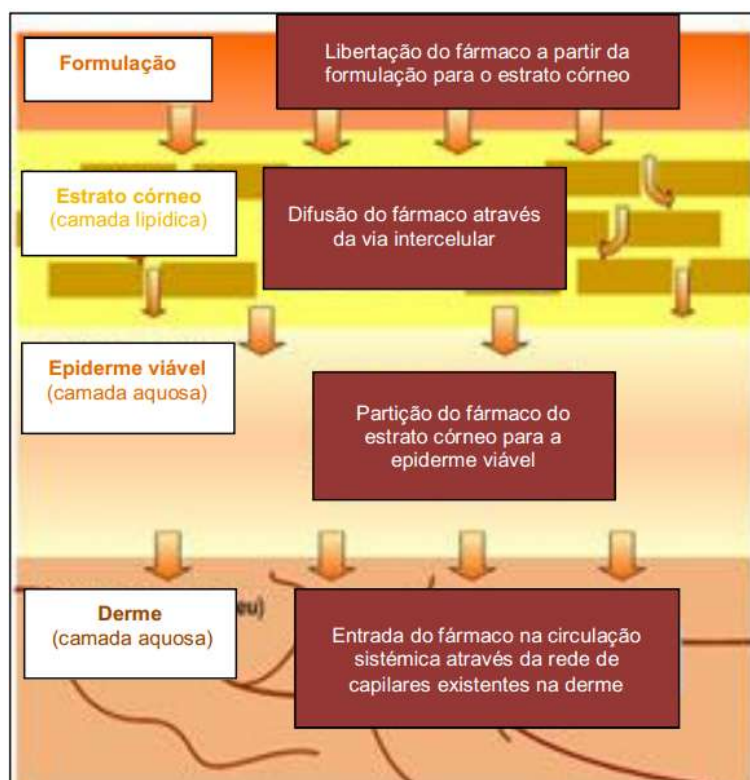 Formulação
Libertação do fármaco a partir da
formulação para o estrato córneo
Estrato córneo
(camada lipídica)
Difusão do fármaco através
da via intercelular
Epiderme viável
(camada aquosa)
Partição do fármaco do
estrato córneo para a
epiderme viável
Derme
(camada aquosa)
eu)
Entrada do fármaco na circulação
sistémica através da rede de
capilares existentes na derme